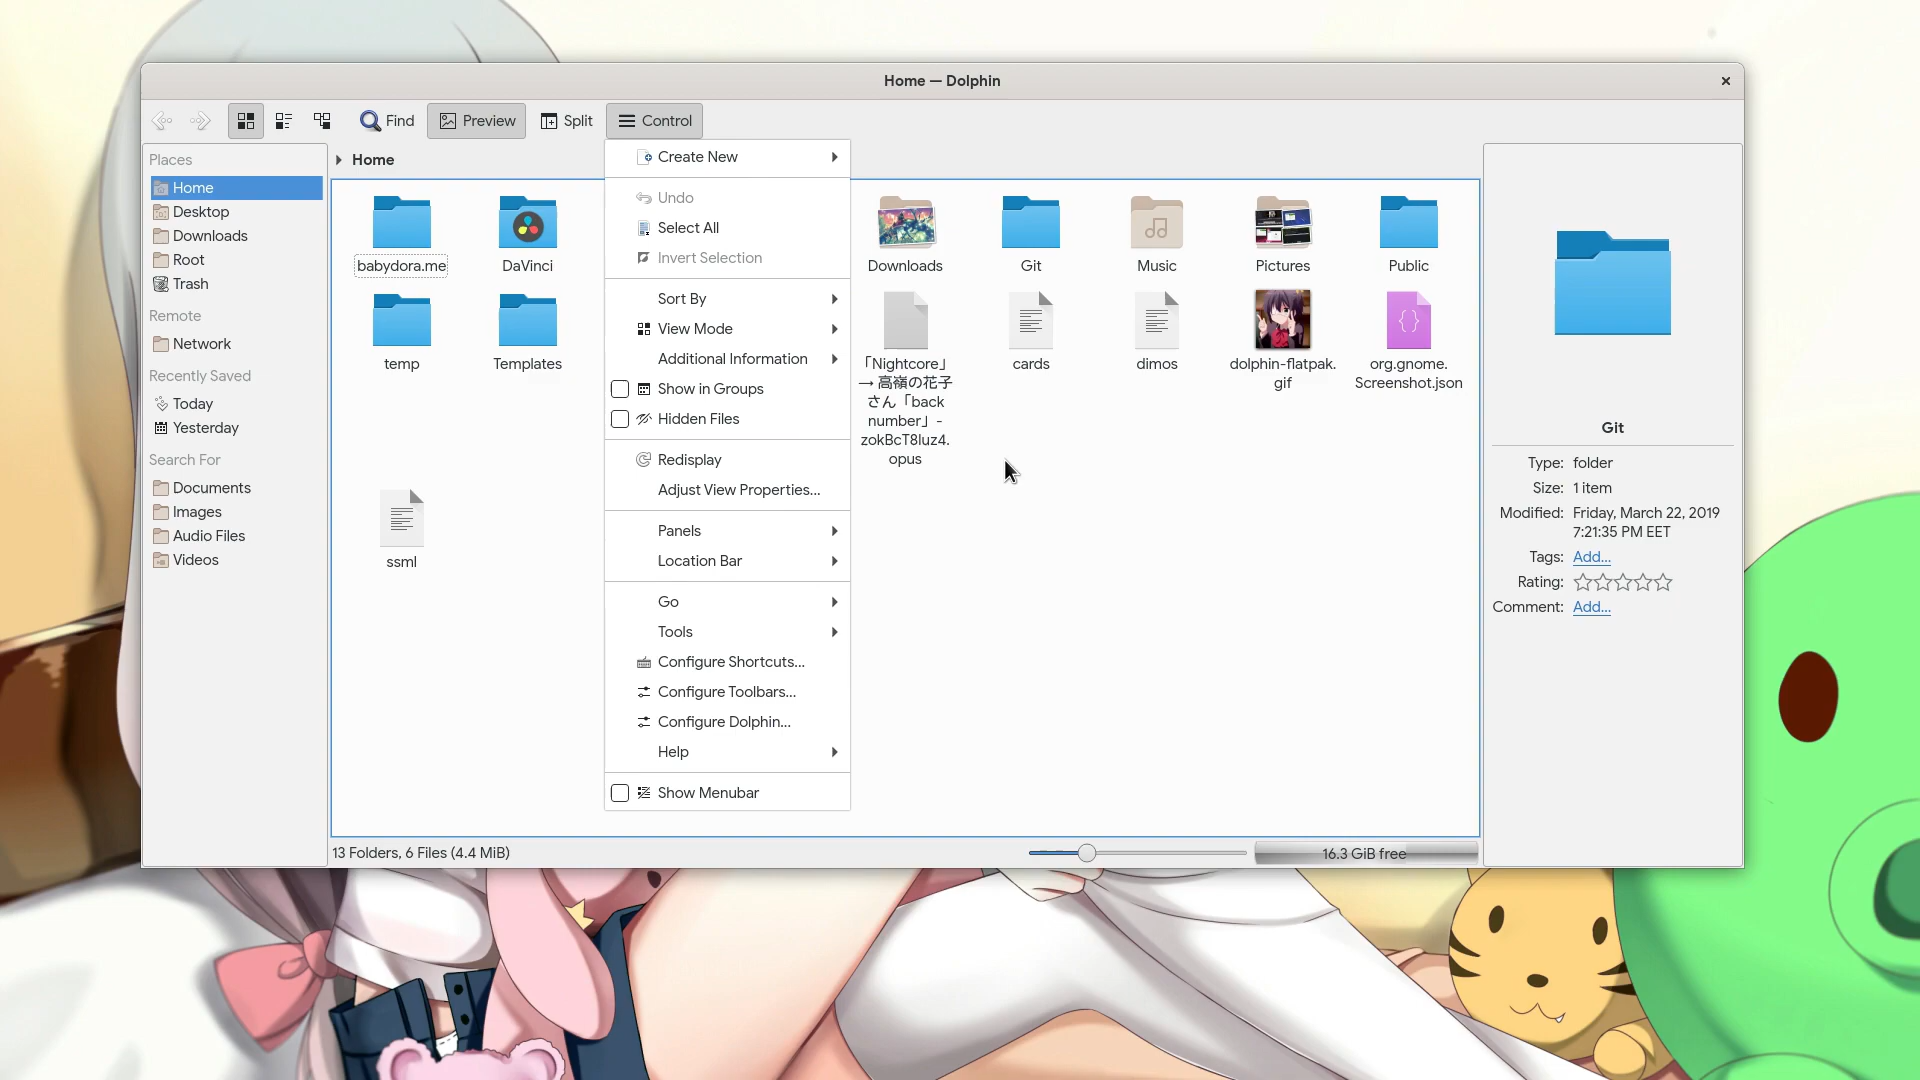 Home — Dolphin
Find
Preview
Split
Control
Places
Home
Desktop
Downloads
Root
Trash
Remote
Network
Recently Saved
Today
Yesterday
Search For
Documents
Images
Audio Files
Videos
Home
babydora.me
DaVinci
Downloads
Git
Music
Pictures
Public
temp
Templates
「Nightcore」
→ 高嶺の花子
さん「back
number」-
zokBcT8luz4.
opus
cards
dimos
dolphin-flatpak.
gif
org.gnome.
Screenshot.json
ssml
Create New
Undo
Select All
Invert Selection
Sort By
View Mode
Additional Information
Show in Groups
Hidden Files
Redisplay
Adjust View Properties...
Panels
Location Bar
Go
Tools
Configure Shortcuts...
Configure Toolbars...
Configure Dolphin...
Help
Show Menubar
Git
Type: folder
Size: 1 item
Modified: Friday, March 22, 2019
7:21:35 PM EET
Tags: Add...
Rating:
Comment: Add...
13 Folders, 6 Files (4.4 MiB)
16.3 GiB free